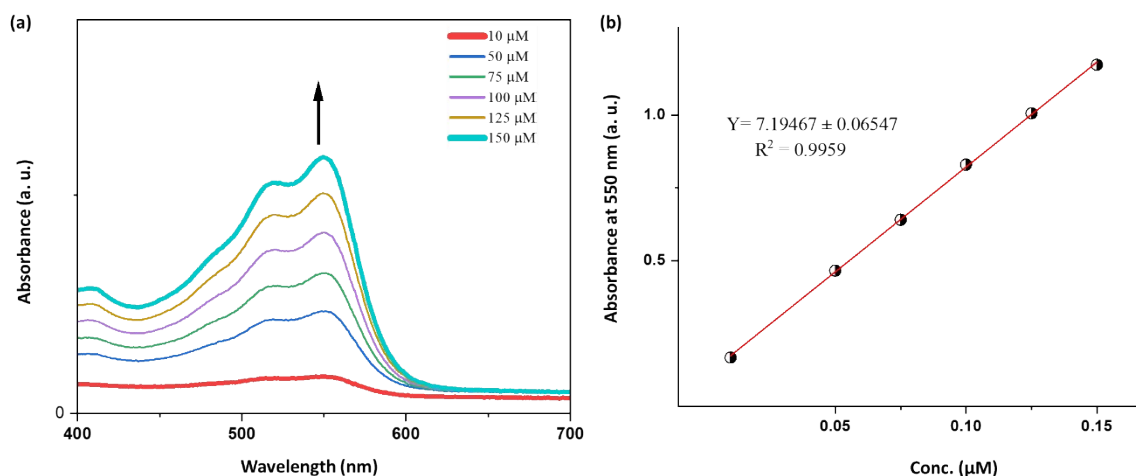 (a)
10 µM
50 µM
75 µM
100 µM
125 µM
150 µM
Absorbance (a. u.)
0
400
500
600
700
Wavelength (nm)
(b)
Y= 7.19467 ± 0.06547
R² = 0.9959
Absorbance at 550 nm (a. u.)
1.0
0.5
0.05
0.10
0.15
Conc. (µM)